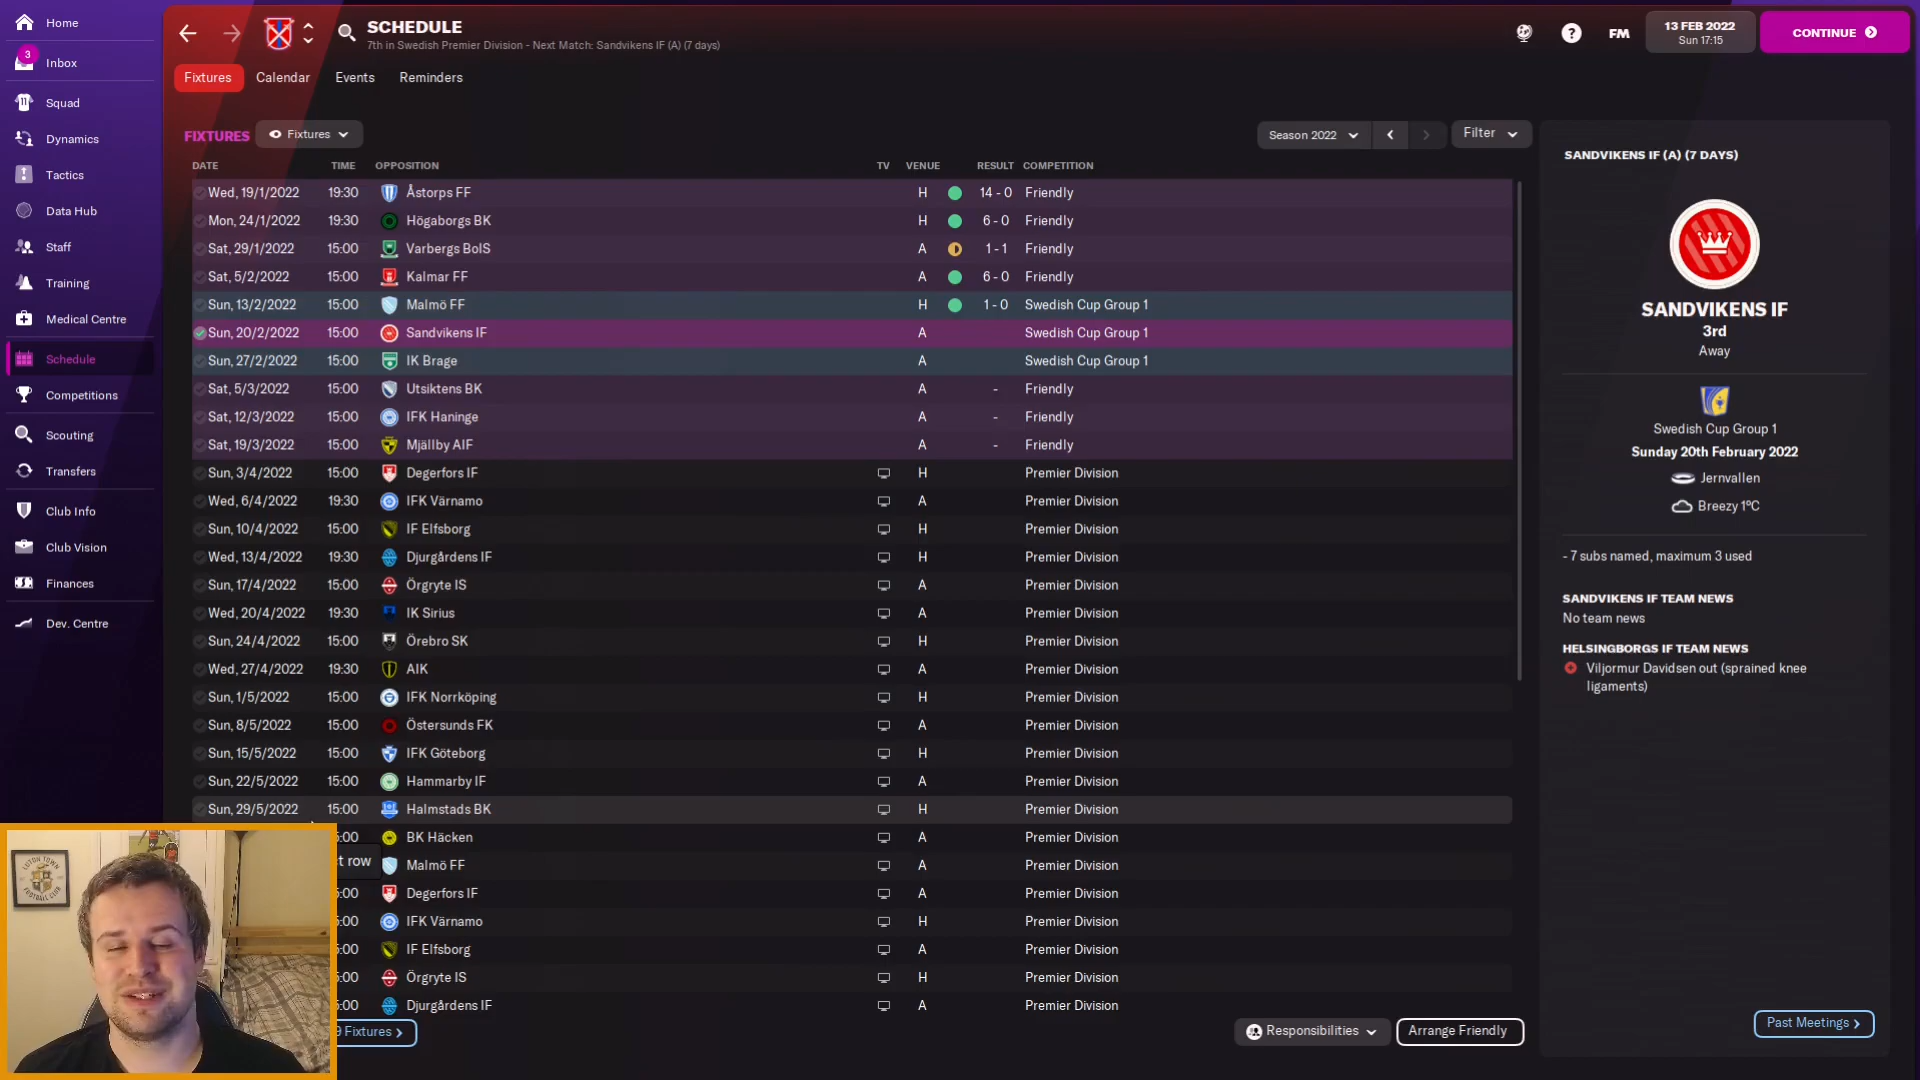 Home
3
Inbox
Squad
Dynamics
Tactics
Data Hub
Staff
Training
Medical Centre
Schedule
Competitions
Scouting
Transfers
Club Info
Club Vision
Finances
Dev. Centre
SCHEDULE
7th in Swedish Premier Division - Next Match: Sandvikens IF (A) (7 days)
FM
13 FEB 2022
Sun 17:15
CONTINUE
Fixtures Calendar Events Reminders
FIXTURES Fixtures
Season 2022 Filter
DATE TIME OPPOSITION TV VENUE RESULT COMPETITION
Wed, 19/1/2022 19:30 Åstorps FF H 14 - 0 Friendly
Mon, 24/1/2022 19:30 Högaborgs BK H 6 - 0 Friendly
Sat, 29/1/2022 15:00 Varbergs BoIS A 1 - 1 Friendly
Sat, 5/2/2022 15:00 Kalmar FF A 6 - 0 Friendly
Sun, 13/2/2022 15:00 Malmö FF H 1 - 0 Swedish Cup Group 1
Sun, 20/2/2022 15:00 Sandvikens IF A Swedish Cup Group 1
Sun, 27/2/2022 15:00 IK Brage A Swedish Cup Group 1
Sat, 5/3/2022 15:00 Utsiktens BK A - Friendly
Sat, 12/3/2022 15:00 IFK Haninge A - Friendly
Sat, 19/3/2022 15:00 Mjällby AIF A - Friendly
Sun, 3/4/2022 15:00 Degerfors IF H Premier Division
Wed, 6/4/2022 19:30 IFK Värnamo A Premier Division
Sun, 10/4/2022 15:00 IF Elfsborg H Premier Division
Wed, 13/4/2022 19:30 Djurgårdens IF H Premier Division
Sun, 17/4/2022 15:00 Örgryte IS A Premier Division
Wed, 20/4/2022 19:30 IK Sirius A Premier Division
Sun, 24/4/2022 15:00 Örebro SK H Premier Division
Wed, 27/4/2022 19:30 AIK A Premier Division
Sun, 1/5/2022 15:00 IFK Norrköping H Premier Division
Sun, 8/5/2022 15:00 Östersunds FK A Premier Division
Sun, 15/5/2022 15:00 IFK Göteborg H Premier Division
Sun, 22/5/2022 15:00 Hammarby IF A Premier Division
Sun, 29/5/2022 15:00 Halmstads BK H Premier Division
5:00 BK Häcken A Premier Division
ct row Malmö FF A Premier Division
5:00 Degerfors IF A Premier Division
5:00 IFK Värnamo H Premier Division
5:00 IF Elfsborg A Premier Division
5:00 Örgryte IS H Premier Division
5:00 Djurgårdens IF A Premier Division
9 Fixtures
Responsibilities
Arrange Friendly
SANDVIKENS IF (A) (7 DAYS)
SANDVIKENS IF
3rd
Away
Swedish Cup Group 1
Sunday 20th February 2022
Jernvallen
Breezy 1°C
- 7 subs named, maximum 3 used
SANDVIKENS IF TEAM NEWS
No team news
HELSINGBORGS IF TEAM NEWS
Viljormur Davidsen out (sprained knee
ligaments)
Past Meetings
TOWN
FOOTBALL CLUB